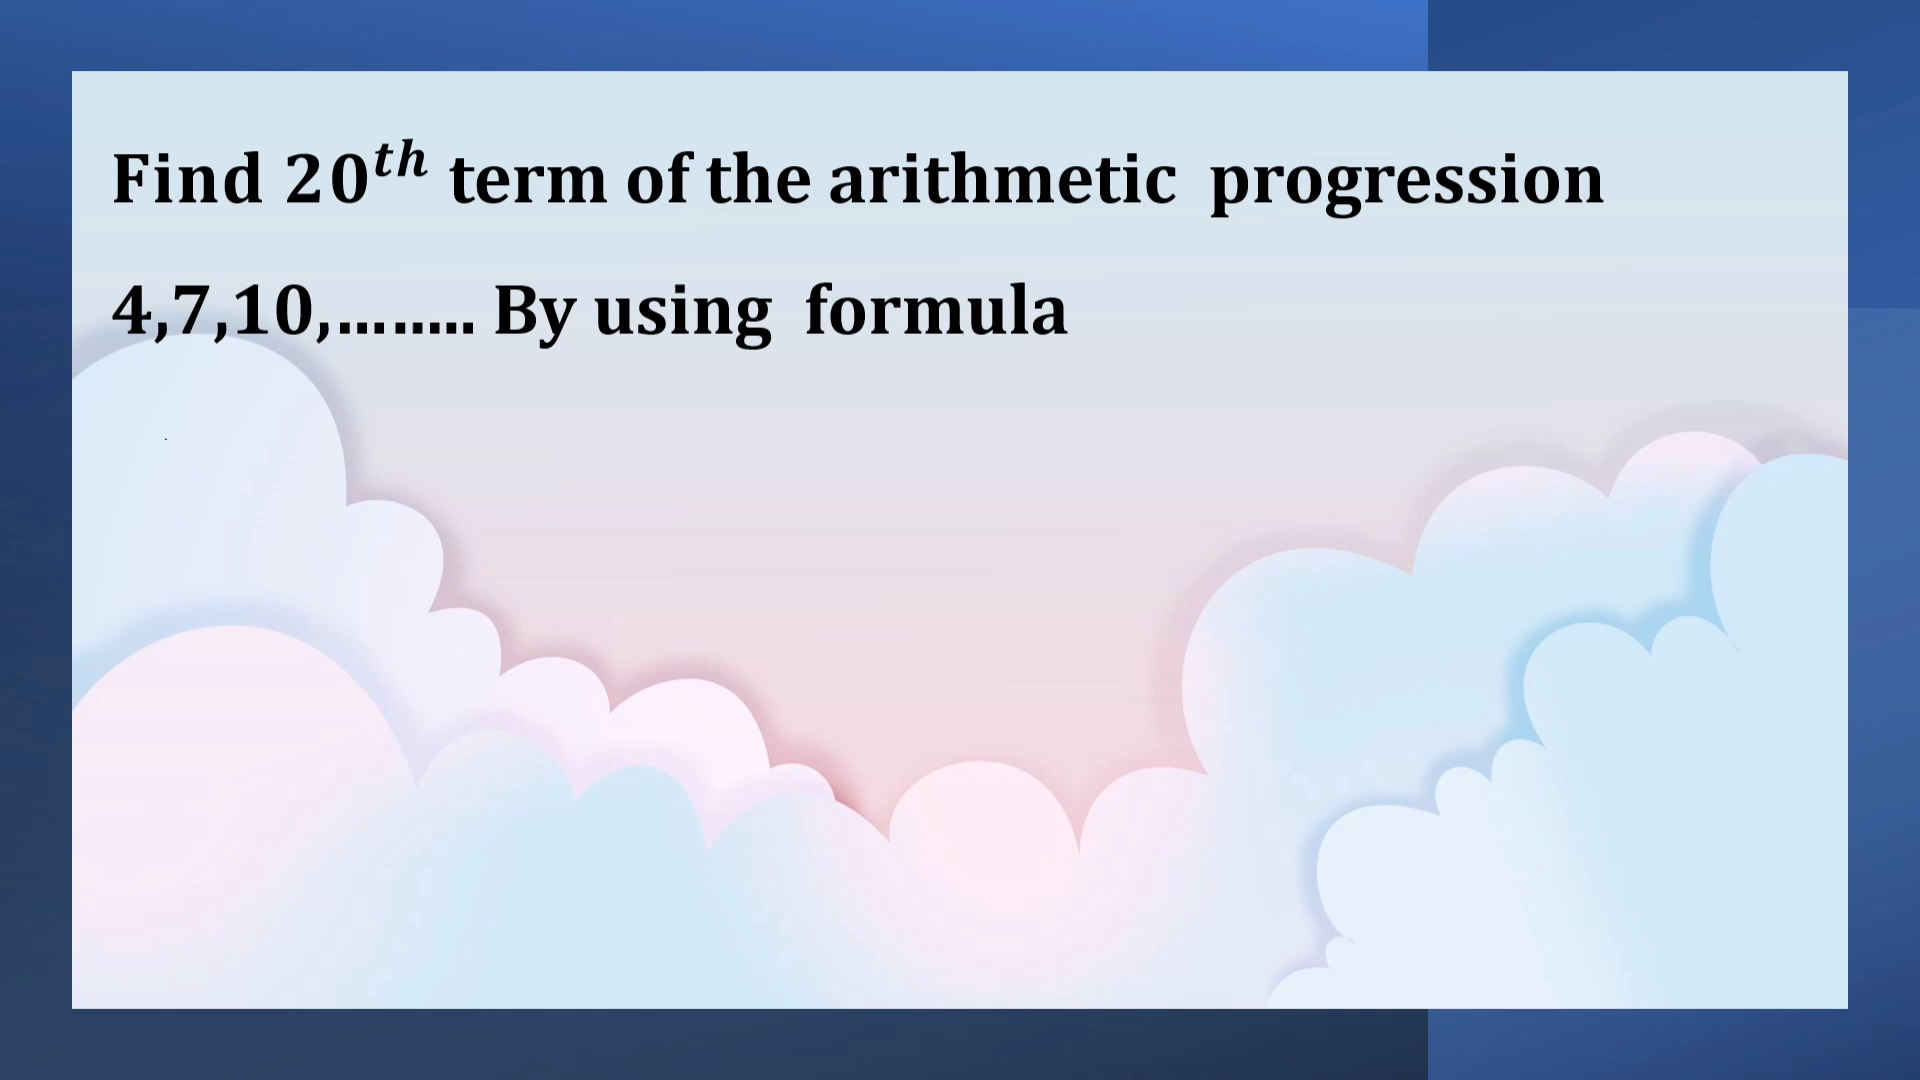 Find 20th term of the arithmetic progression
4,7,10,…….. By using formula